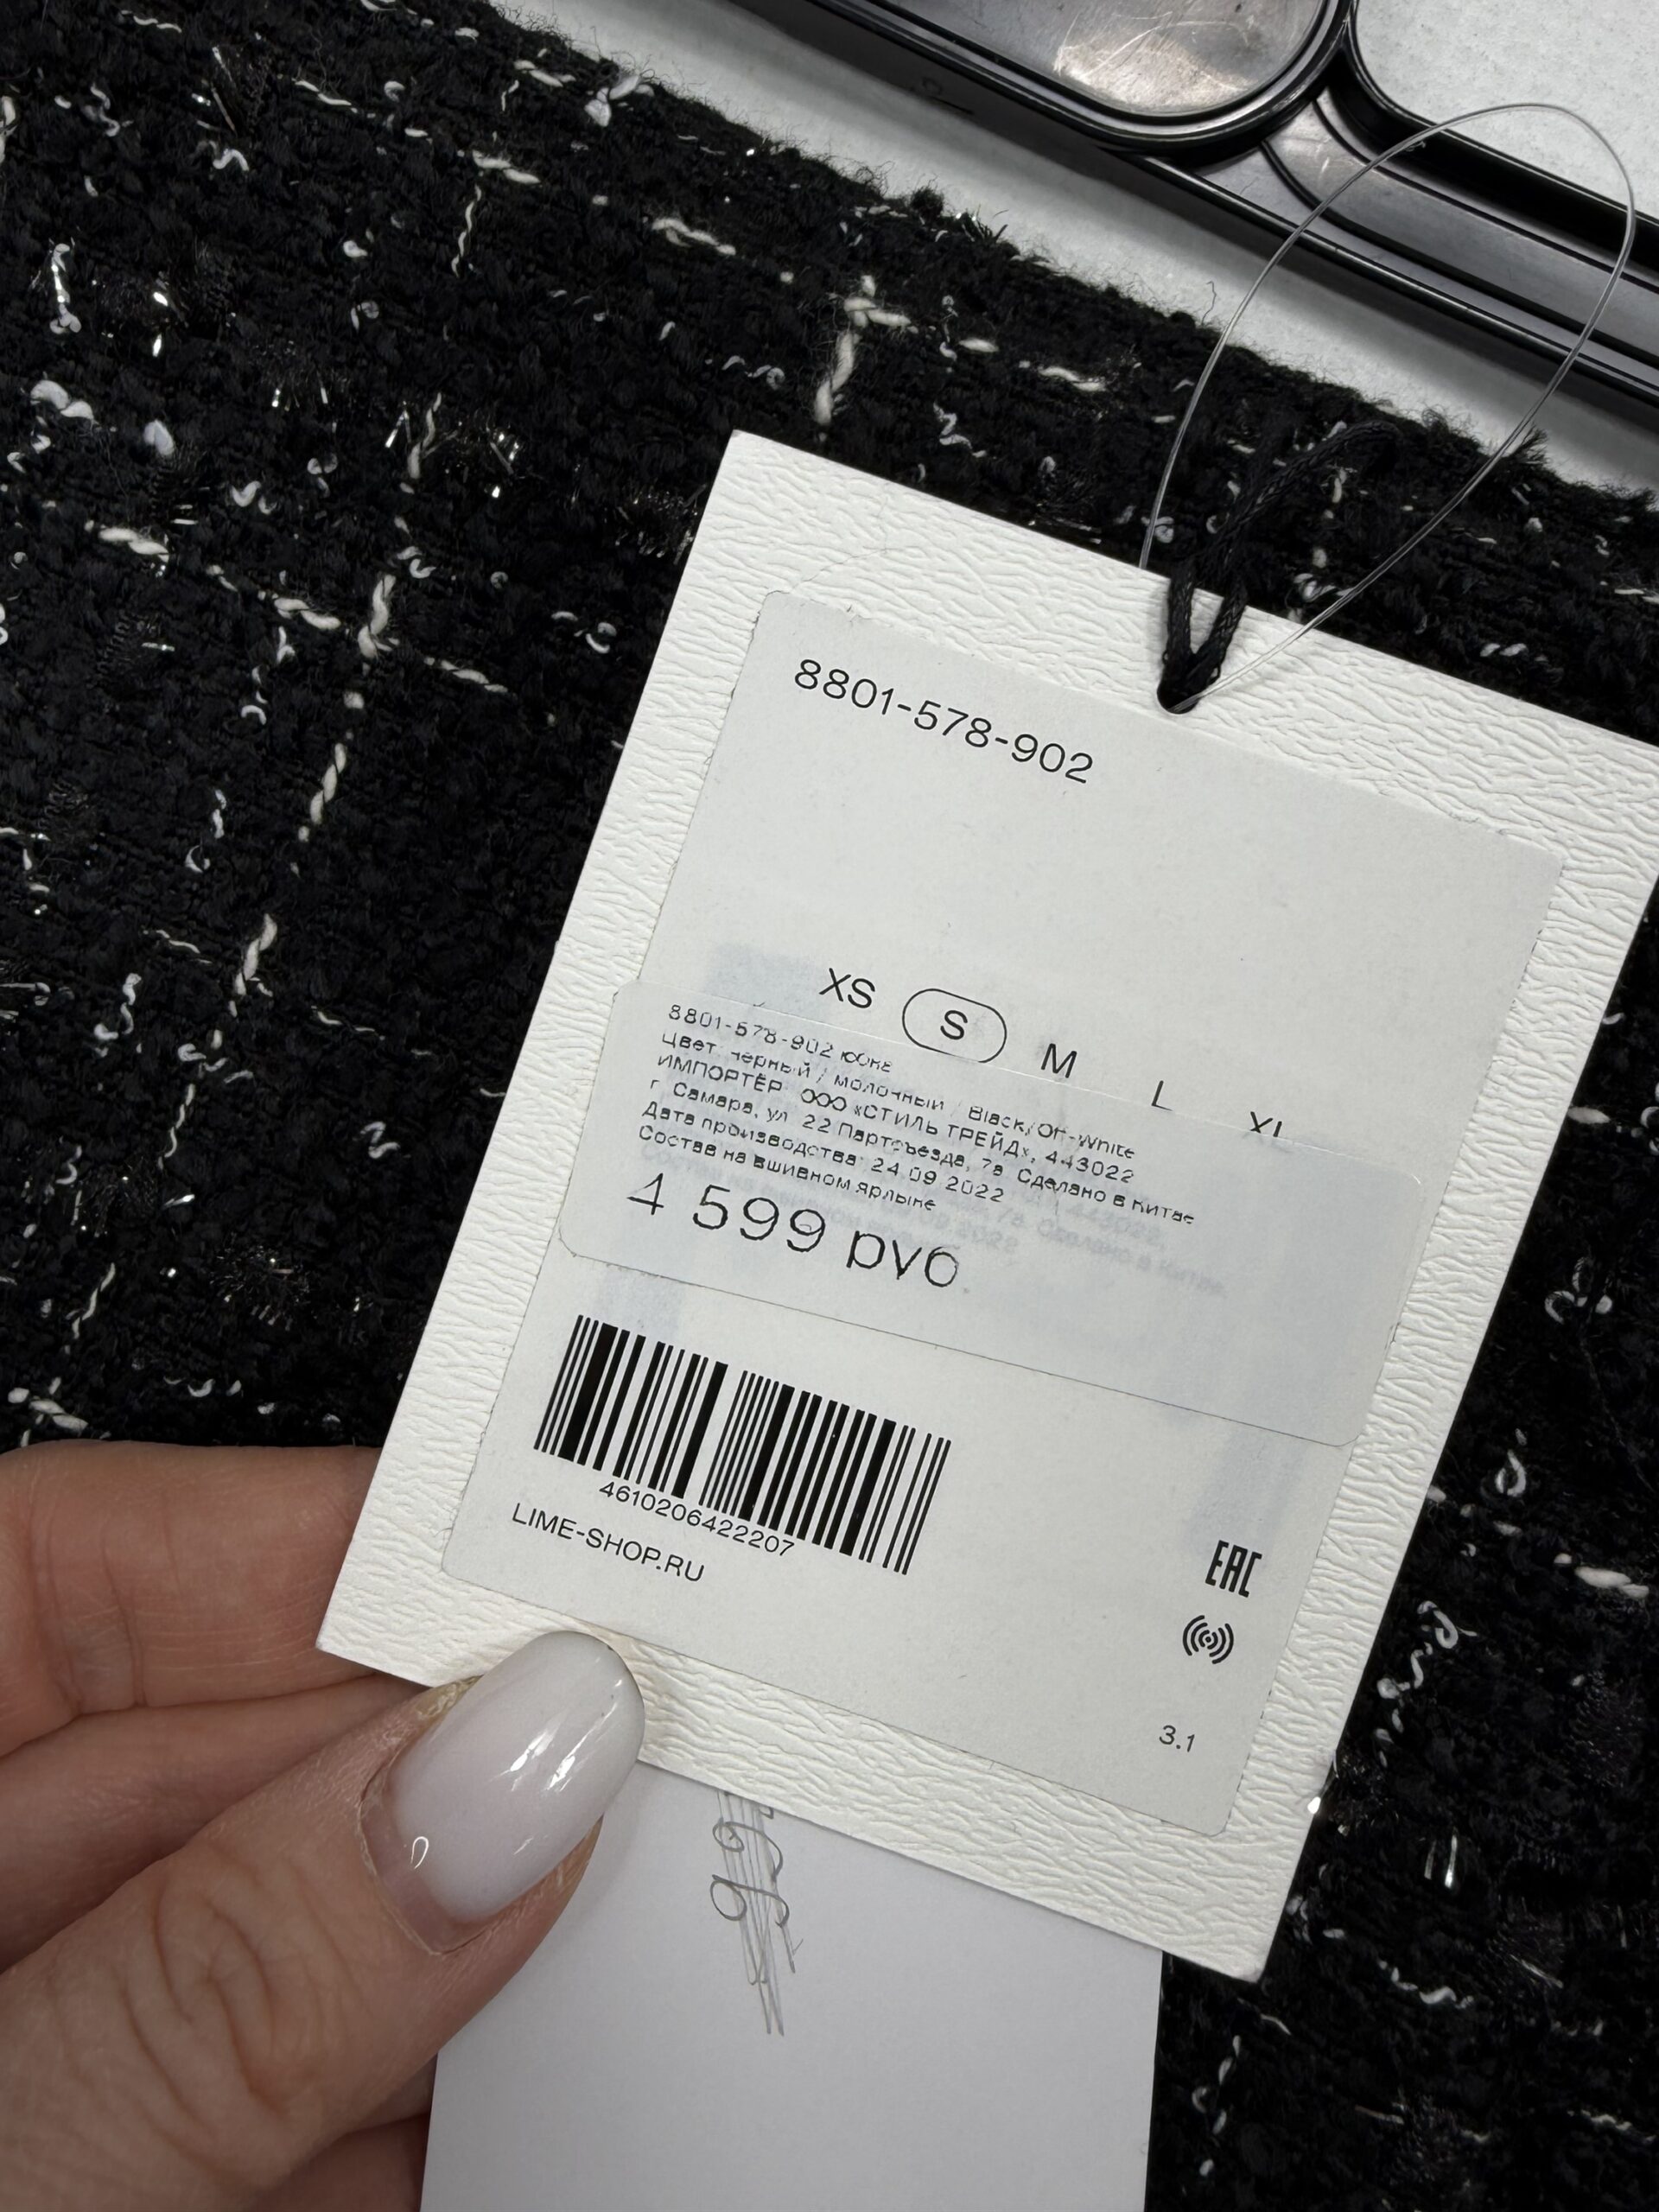 8801-578-902
XS S M L XL
8801-578-902 юбка
Цвет черный / молочный / Black/Off-White
ИМПОРТЁР ООО «СТИЛЬ ТРЕЙД», 443022
г. Самара, ул. 22 Партсъезда, 7а Сделано в Китае
Дата производства: 24.09.2022
Состав на вшивном ярлыке
4 599 руб.
4610206422207
LIME-SHOP.RU
EAC
3.1